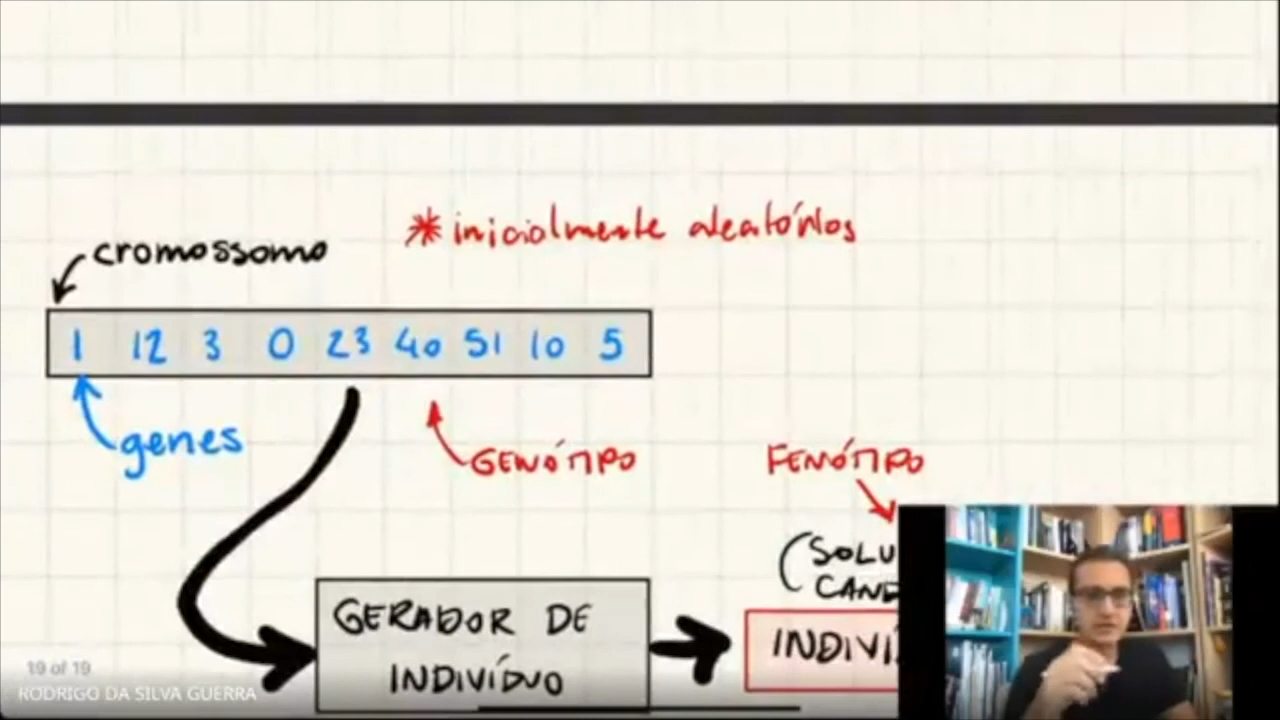 * inicialmente aleatórios
cromossomo
1 12 3 0 23 40 51 10 5
genes
GENÓTIPO
FENÓTIPO
(SOLU
CAND
GERADOR DE
INDIVÍDUO
INDIVÍ
19 of 19
RODRIGO DA SILVA GUERRA